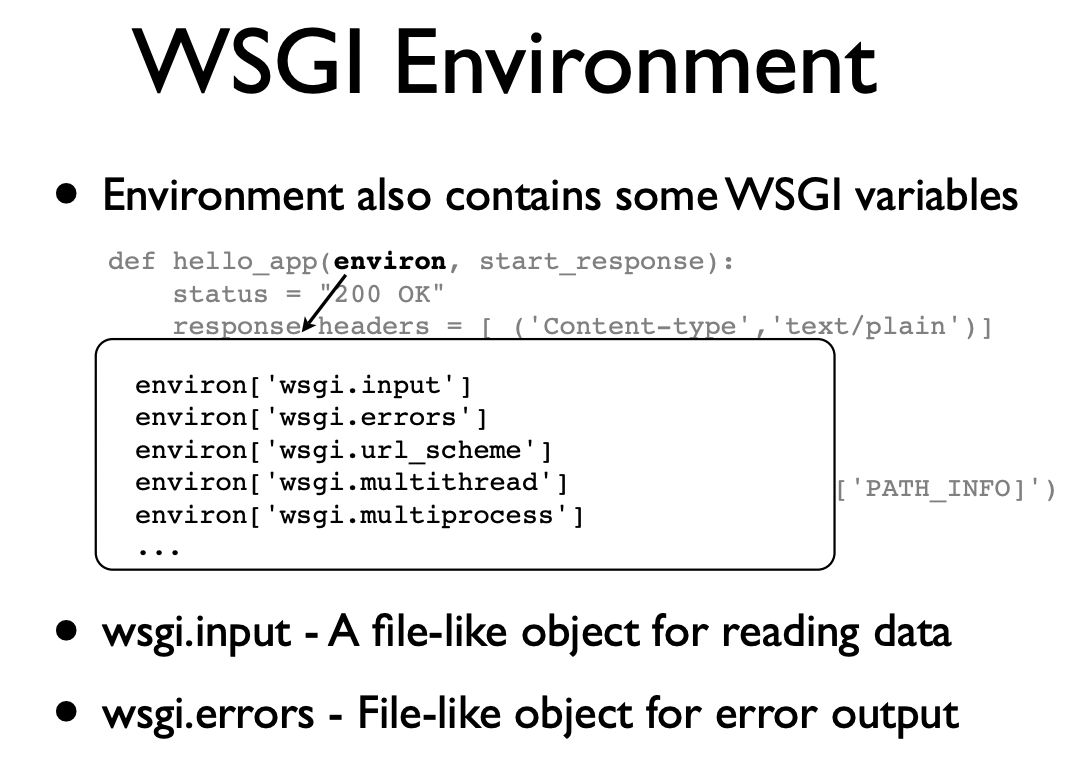 WSGI Environment
• Environment also contains some WSGI variables
def hello_app(environ, start_response):
status = "200 OK"
response_headers = [ ('Content-type','text/plain')]
environ['wsgi.input']
environ['wsgi.errors']
environ['wsgi.url_scheme']
environ['wsgi.multithread']
['PATH_INFO]')
environ['wsgi.multiprocess']
...
• wsgi.input - A file-like object for reading data
• wsgi.errors - File-like object for error output